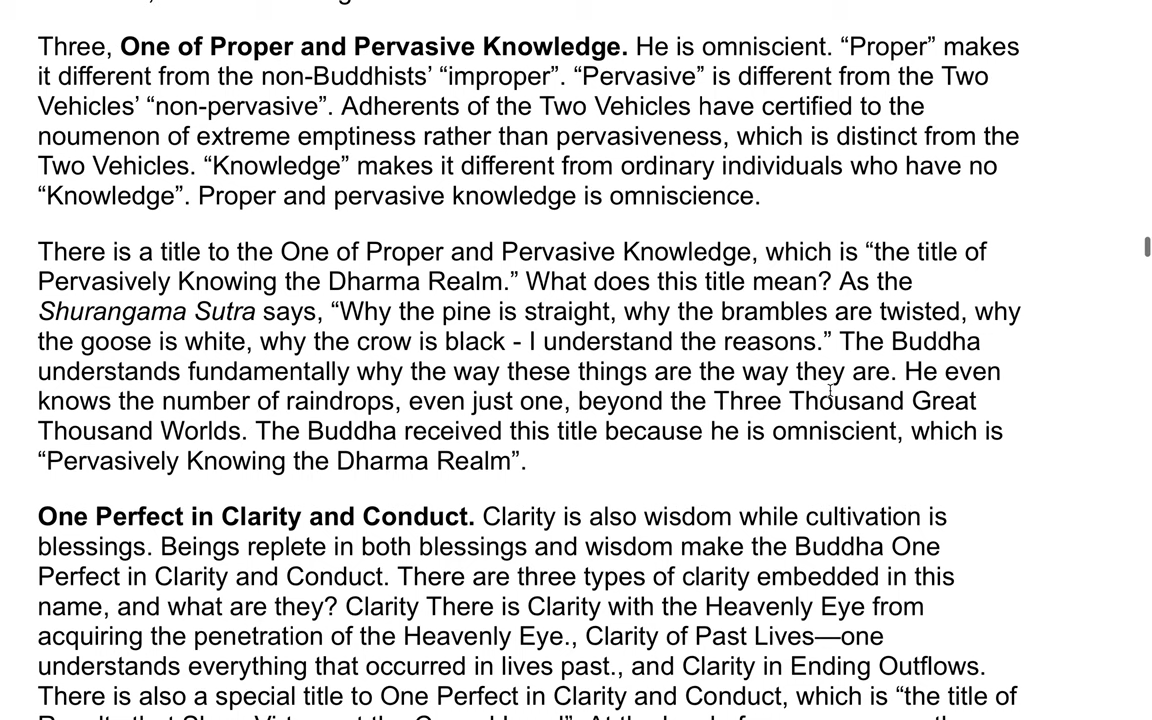 Three, One of Proper and Pervasive Knowledge. He is omniscient. “Proper” makes
it different from the non-Buddhists’ “improper”. “Pervasive” is different from the Two
Vehicles’ “non-pervasive”. Adherents of the Two Vehicles have certified to the
noumenon of extreme emptiness rather than pervasiveness, which is distinct from the
Two Vehicles. “Knowledge” makes it different from ordinary individuals who have no
“Knowledge”. Proper and pervasive knowledge is omniscience.
There is a title to the One of Proper and Pervasive Knowledge, which is “the title of
Pervasively Knowing the Dharma Realm.” What does this title mean? As the
Shurangama Sutra says, “Why the pine is straight, why the brambles are twisted, why
the goose is white, why the crow is black - I understand the reasons.” The Buddha
understands fundamentally why the way these things are the way they are. He even
knows the number of raindrops, even just one, beyond the Three Thousand Great
Thousand Worlds. The Buddha received this title because he is omniscient, which is
“Pervasively Knowing the Dharma Realm”.
One Perfect in Clarity and Conduct. Clarity is also wisdom while cultivation is
blessings. Beings replete in both blessings and wisdom make the Buddha One
Perfect in Clarity and Conduct. There are three types of clarity embedded in this
name, and what are they? Clarity There is Clarity with the Heavenly Eye from
acquiring the penetration of the Heavenly Eye., Clarity of Past Lives—one
understands everything that occurred in lives past., and Clarity in Ending Outflows.
There is also a special title to One Perfect in Clarity and Conduct, which is “the title of